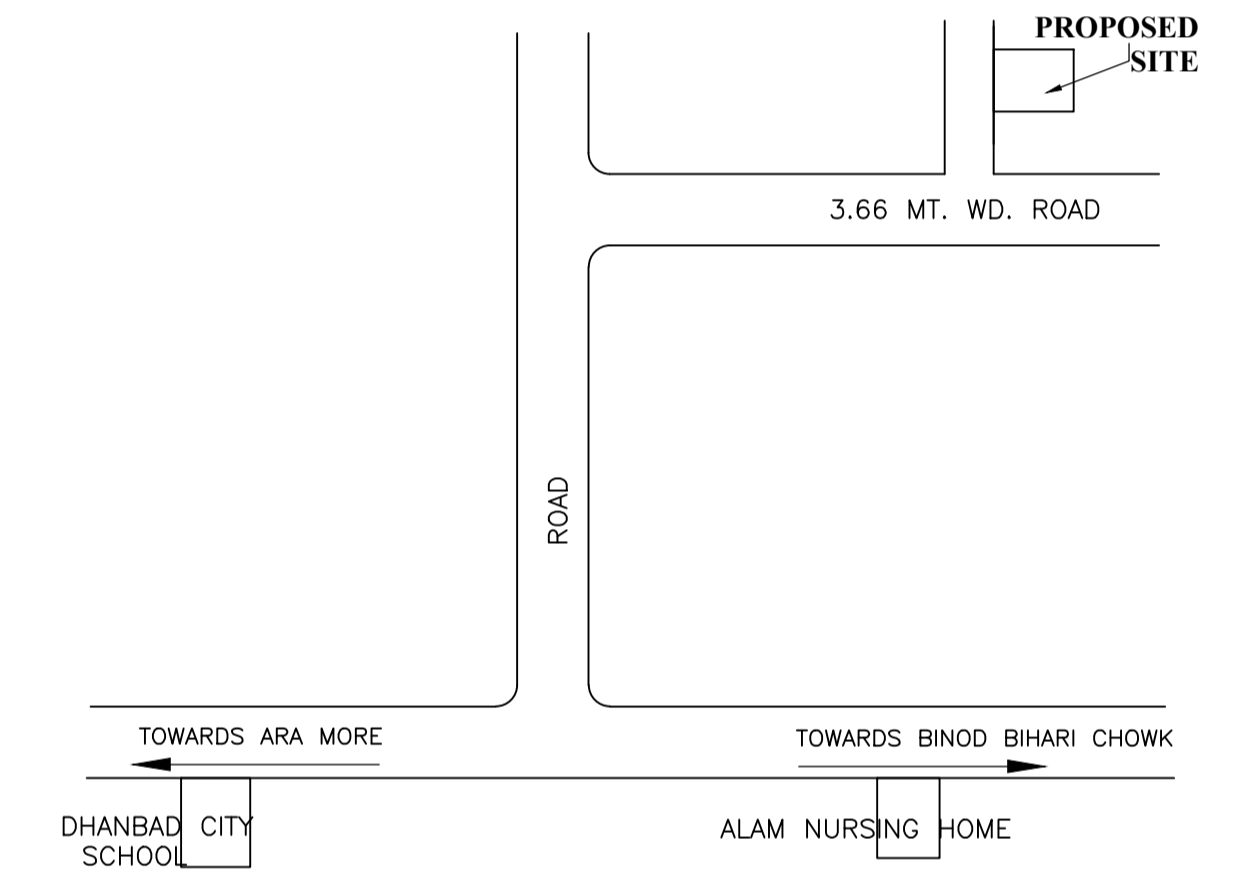 PROPOSED
SITE
3.66 MT. WD. ROAD
ROAD
TOWARDS ARA MORE
TOWARDS BINOD BIHARI CHOWK
DHANBAD CITY
SCHOOL
ALAM NURSING HOME